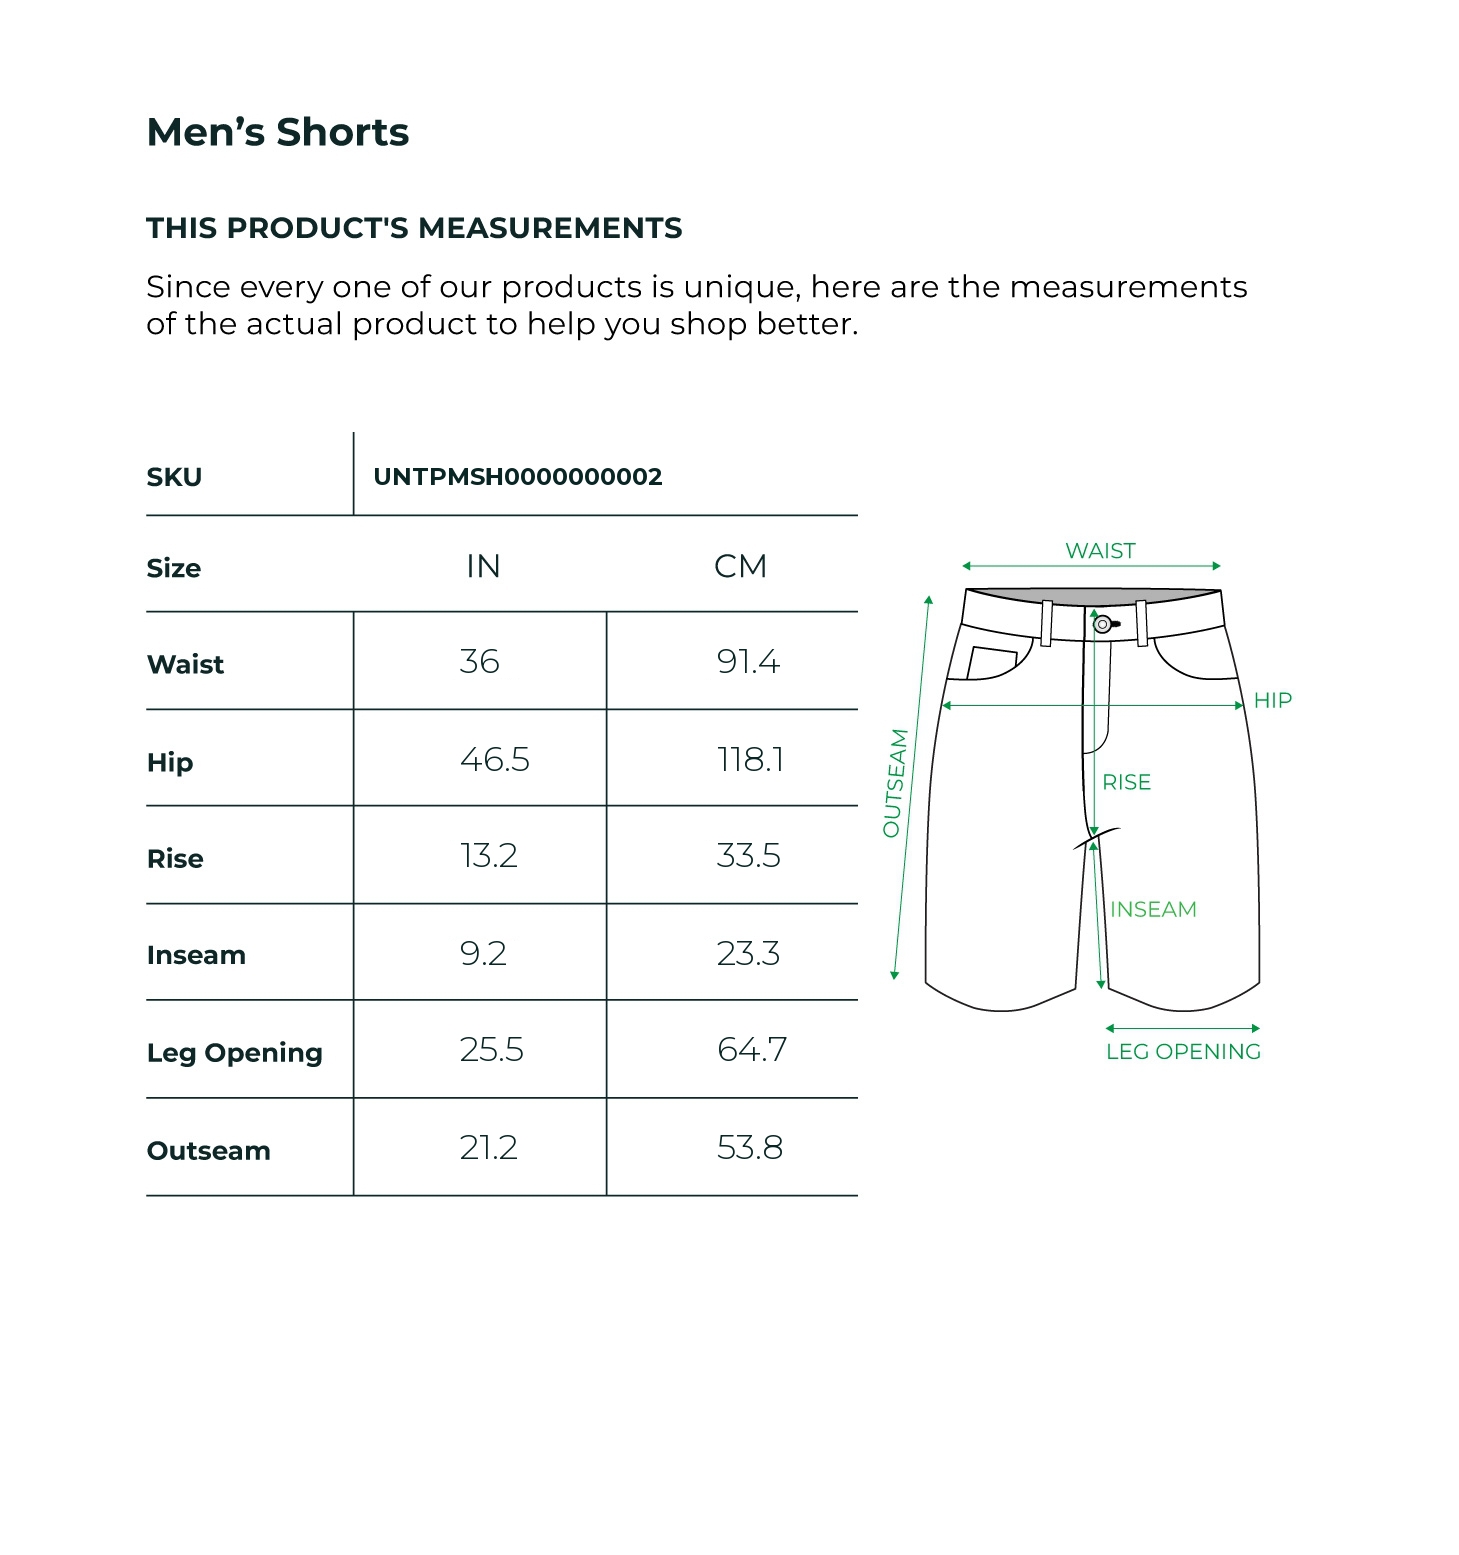 Men’s Shorts
THIS PRODUCT'S MEASUREMENTS
Since every one of our products is unique, here are the measurements
of the actual product to help you shop better.
SKU UNTPMSH0000000002
Size IN CM
Waist 36 91.4
Hip 46.5 118.1
Rise 13.2 33.5
Inseam 9.2 23.3
Leg Opening 25.5 64.7
Outseam 21.2 53.8
WAIST
HIP
OUTSEAM
RISE
INSEAM
LEG OPENING